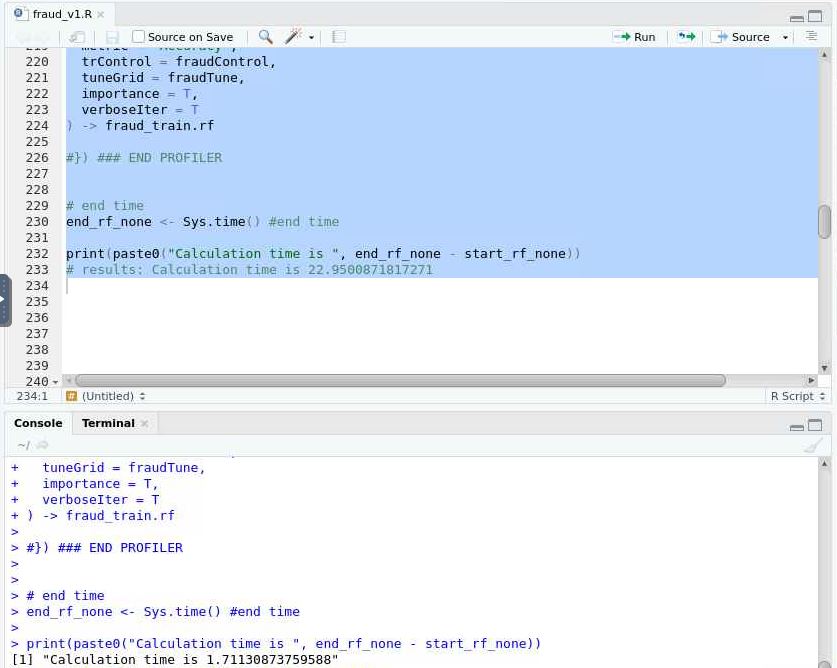 fraud_v1.R
Source on Save
Run
Source
219 metric = "Accuracy",
220 trControl = fraudControl,
221 tuneGrid = fraudTune,
222 importance = T,
223 verboseIter = T
224 ) -> fraud_train.rf
225
226 #}) ### END PROFILER
227
228
229 # end time
230 end_rf_none <- Sys.time() #end time
231
232 print(paste0("Calculation time is ", end_rf_none - start_rf_none))
233 # results: Calculation time is 22.9500871817271
234
235
236
237
238
239
240
234:1 # (Untitled) R Script
Console Terminal
~/
+ tuneGrid = fraudTune,
+ importance = T,
+ verboseIter = T
+ ) -> fraud_train.rf
>
> #}) ### END PROFILER
>
>
> # end time
> end_rf_none <- Sys.time() #end time
>
> print(paste0("Calculation time is ", end_rf_none - start_rf_none))
[1] "Calculation time is 1.71130873759588"